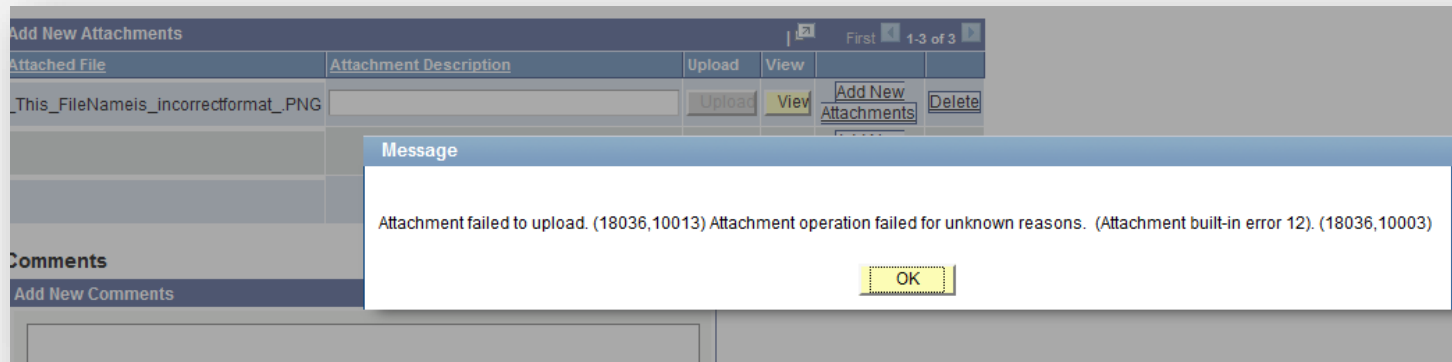 Add New Attachments First 1-3 of 3
Attached File Attachment Description Upload View
_This_FileNameis_incorrectformat_.PNG Upload View Add New Attachments Delete
Message
Attachment failed to upload. (18036,10013) Attachment operation failed for unknown reasons. (Attachment built-in error 12). (18036,10003)
OK
Comments
Add New Comments